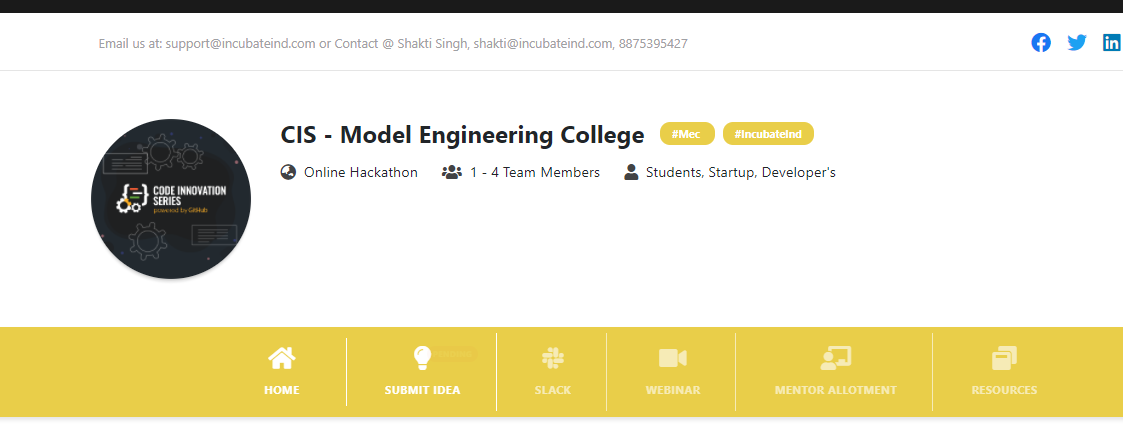 Email us at: support@incubateind.com or Contact @ Shakti Singh, shakti@incubateind.com, 8875395427
CIS - Model Engineering College #Mec #IncubateInd
Online Hackathon 1 - 4 Team Members Students, Startup, Developer's
CODE INNOVATION
SERIES
powered by GitHub
HOME SUBMIT IDEA SLACK WEBINAR MENTOR ALLOTMENT RESOURCES